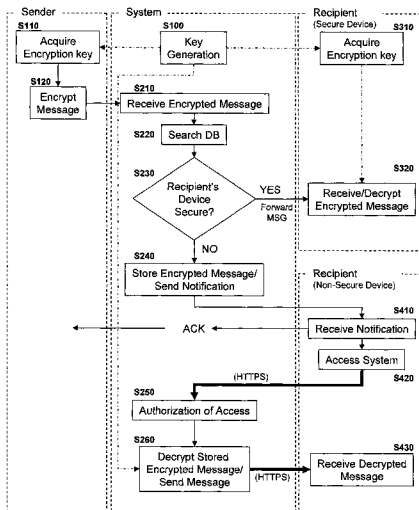 Sender
System
Recipient
(Secure Device)
S110
Acquire
Encryption key
S100
Key
Generation
S310
Acquire
Encryption key
S120
Encrypt
Message
S210
Receive Encrypted Message
S220
Search DB
S230
Recipient's
Device
Secure?
YES
Forward
MSG
S320
Receive/Decrypt
Encrypted Message
NO
S240
Store Encrypted Message/
Send Notification
Recipient
(Non-Secure Device)
S410
Receive Notification
ACK
Access System
S420
(HTTPS)
S250
Authorization of Access
S260
Decrypt Stored
Encrypted Message/
Send Message
(HTTPS)
S430
Receive Decrypted
Message